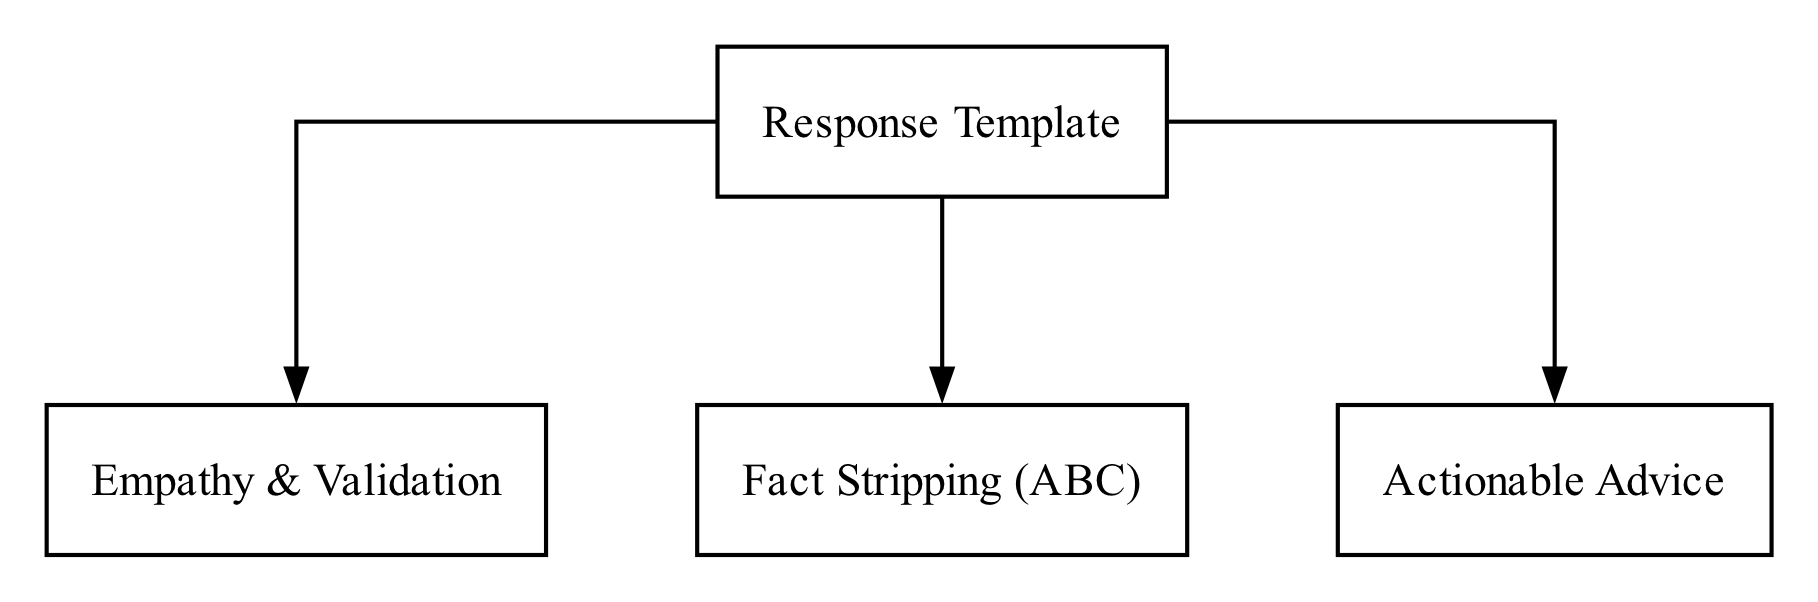 Response Template
Empathy & Validation
Fact Stripping (ABC)
Actionable Advice